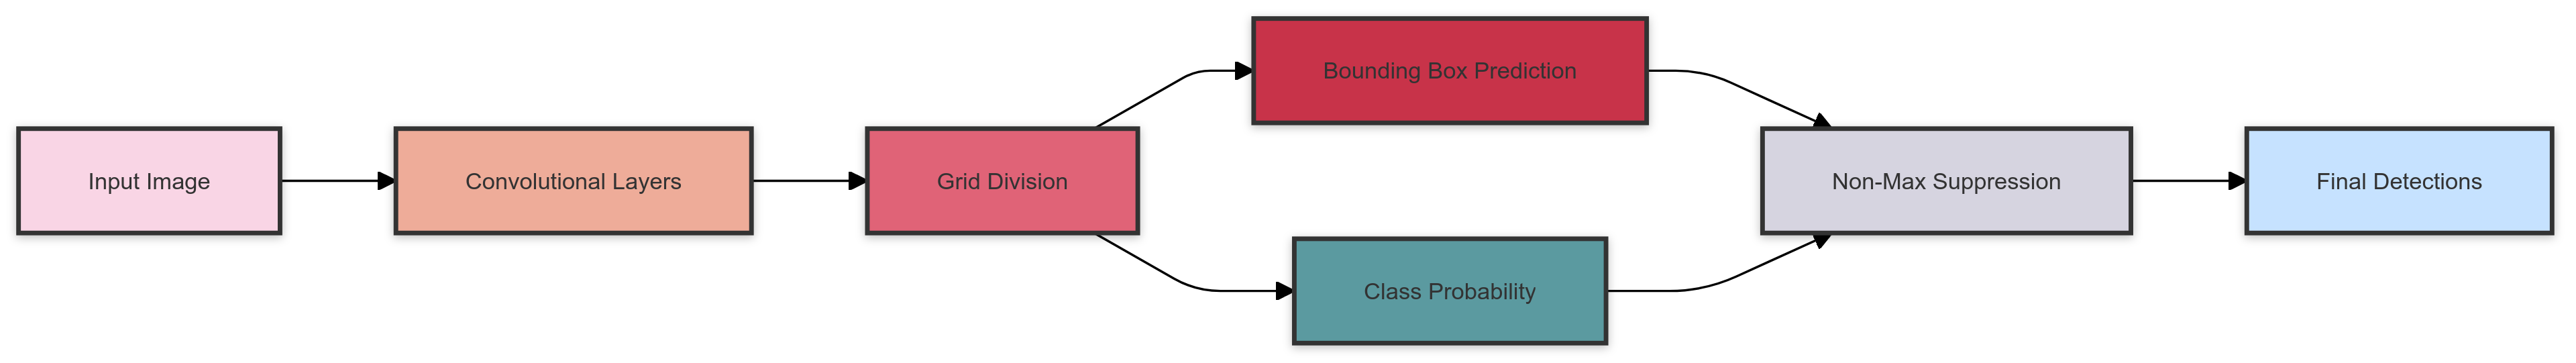 Input Image
Convolutional Layers
Grid Division
Bounding Box Prediction
Class Probability
Non-Max Suppression
Final Detections